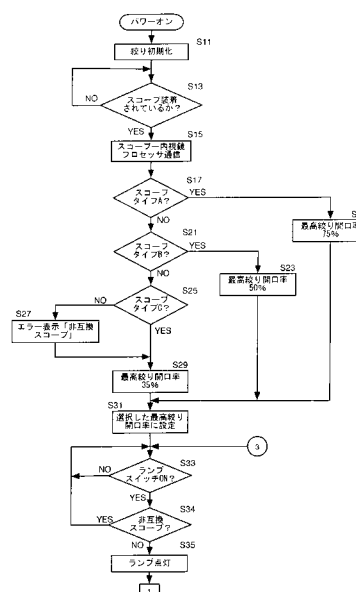 パワーオン
S11
絞り初期化
S13
スコープ装着
されているか?
NO
YES
S15
スコープー内視鏡
プロセッサ通信
S17
スコープ
タイプA?
YES
NO
S
最高絞り開口率
75%
S21
スコープ
タイプB?
YES
NO
S23
最高絞り開口率
50%
S25
スコープ
タイプC?
NO
YES
S27
エラー表示「非互換
スコープ」
S29
最高絞り開口率
35%
S31
選択した最高絞り
開口率に設定
3
S33
ランプ
スイッチON?
NO
YES
S34
非互換
スコープ?
YES
NO
S35
ランプ点灯
1